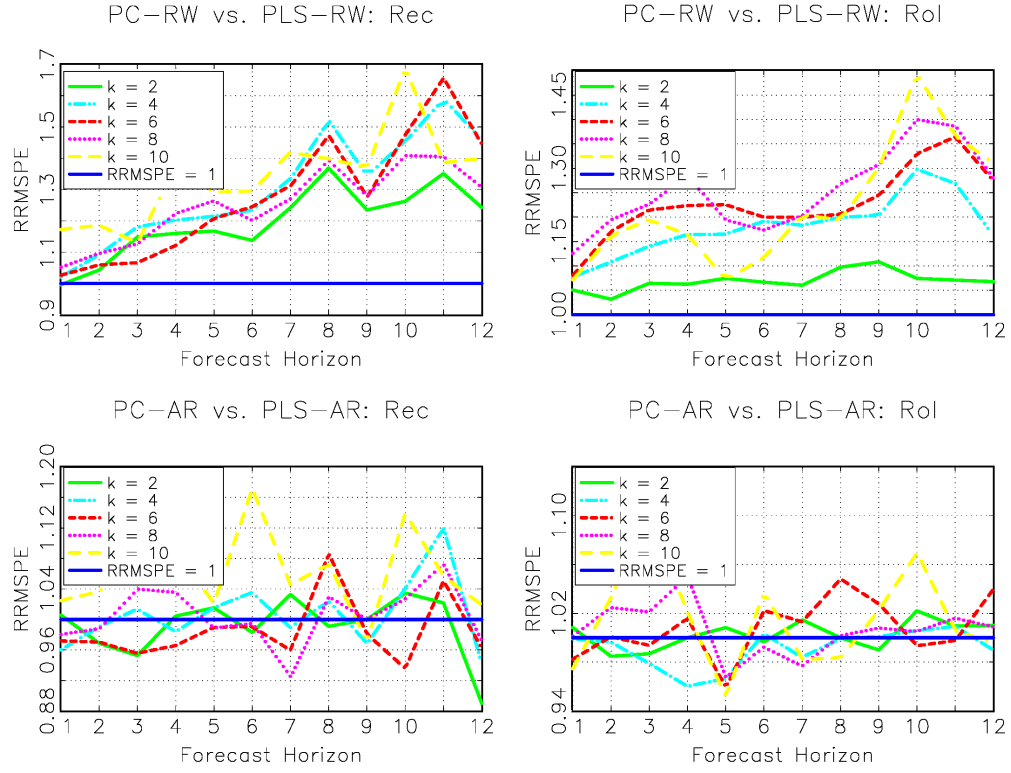 PC-RW vs. PLS-RW: Rec
RRMSPE
1.7
1.5
1.3
1.1
0.9
k = 2
k = 4
k = 6
k = 8
k = 10
RRMSPE = 1
1 2 3 4 5 6 7 8 9 10 11 12
Forecast Horizon
PC-RW vs. PLS-RW: Rol
RRMSPE
1.45
1.30
1.15
1.00
k = 2
k = 4
k = 6
k = 8
k = 10
RRMSPE = 1
1 2 3 4 5 6 7 8 9 10 11 12
Forecast Horizon
PC-AR vs. PLS-AR: Rec
RRMSPE
1.20
1.12
1.04
0.96
0.88
k = 2
k = 4
k = 6
k = 8
k = 10
RRMSPE = 1
1 2 3 4 5 6 7 8 9 10 11 12
Forecast Horizon
PC-AR vs. PLS-AR: Rol
RRMSPE
1.10
1.02
0.94
k = 2
k = 4
k = 6
k = 8
k = 10
RRMSPE = 1
1 2 3 4 5 6 7 8 9 10 11 12
Forecast Horizon